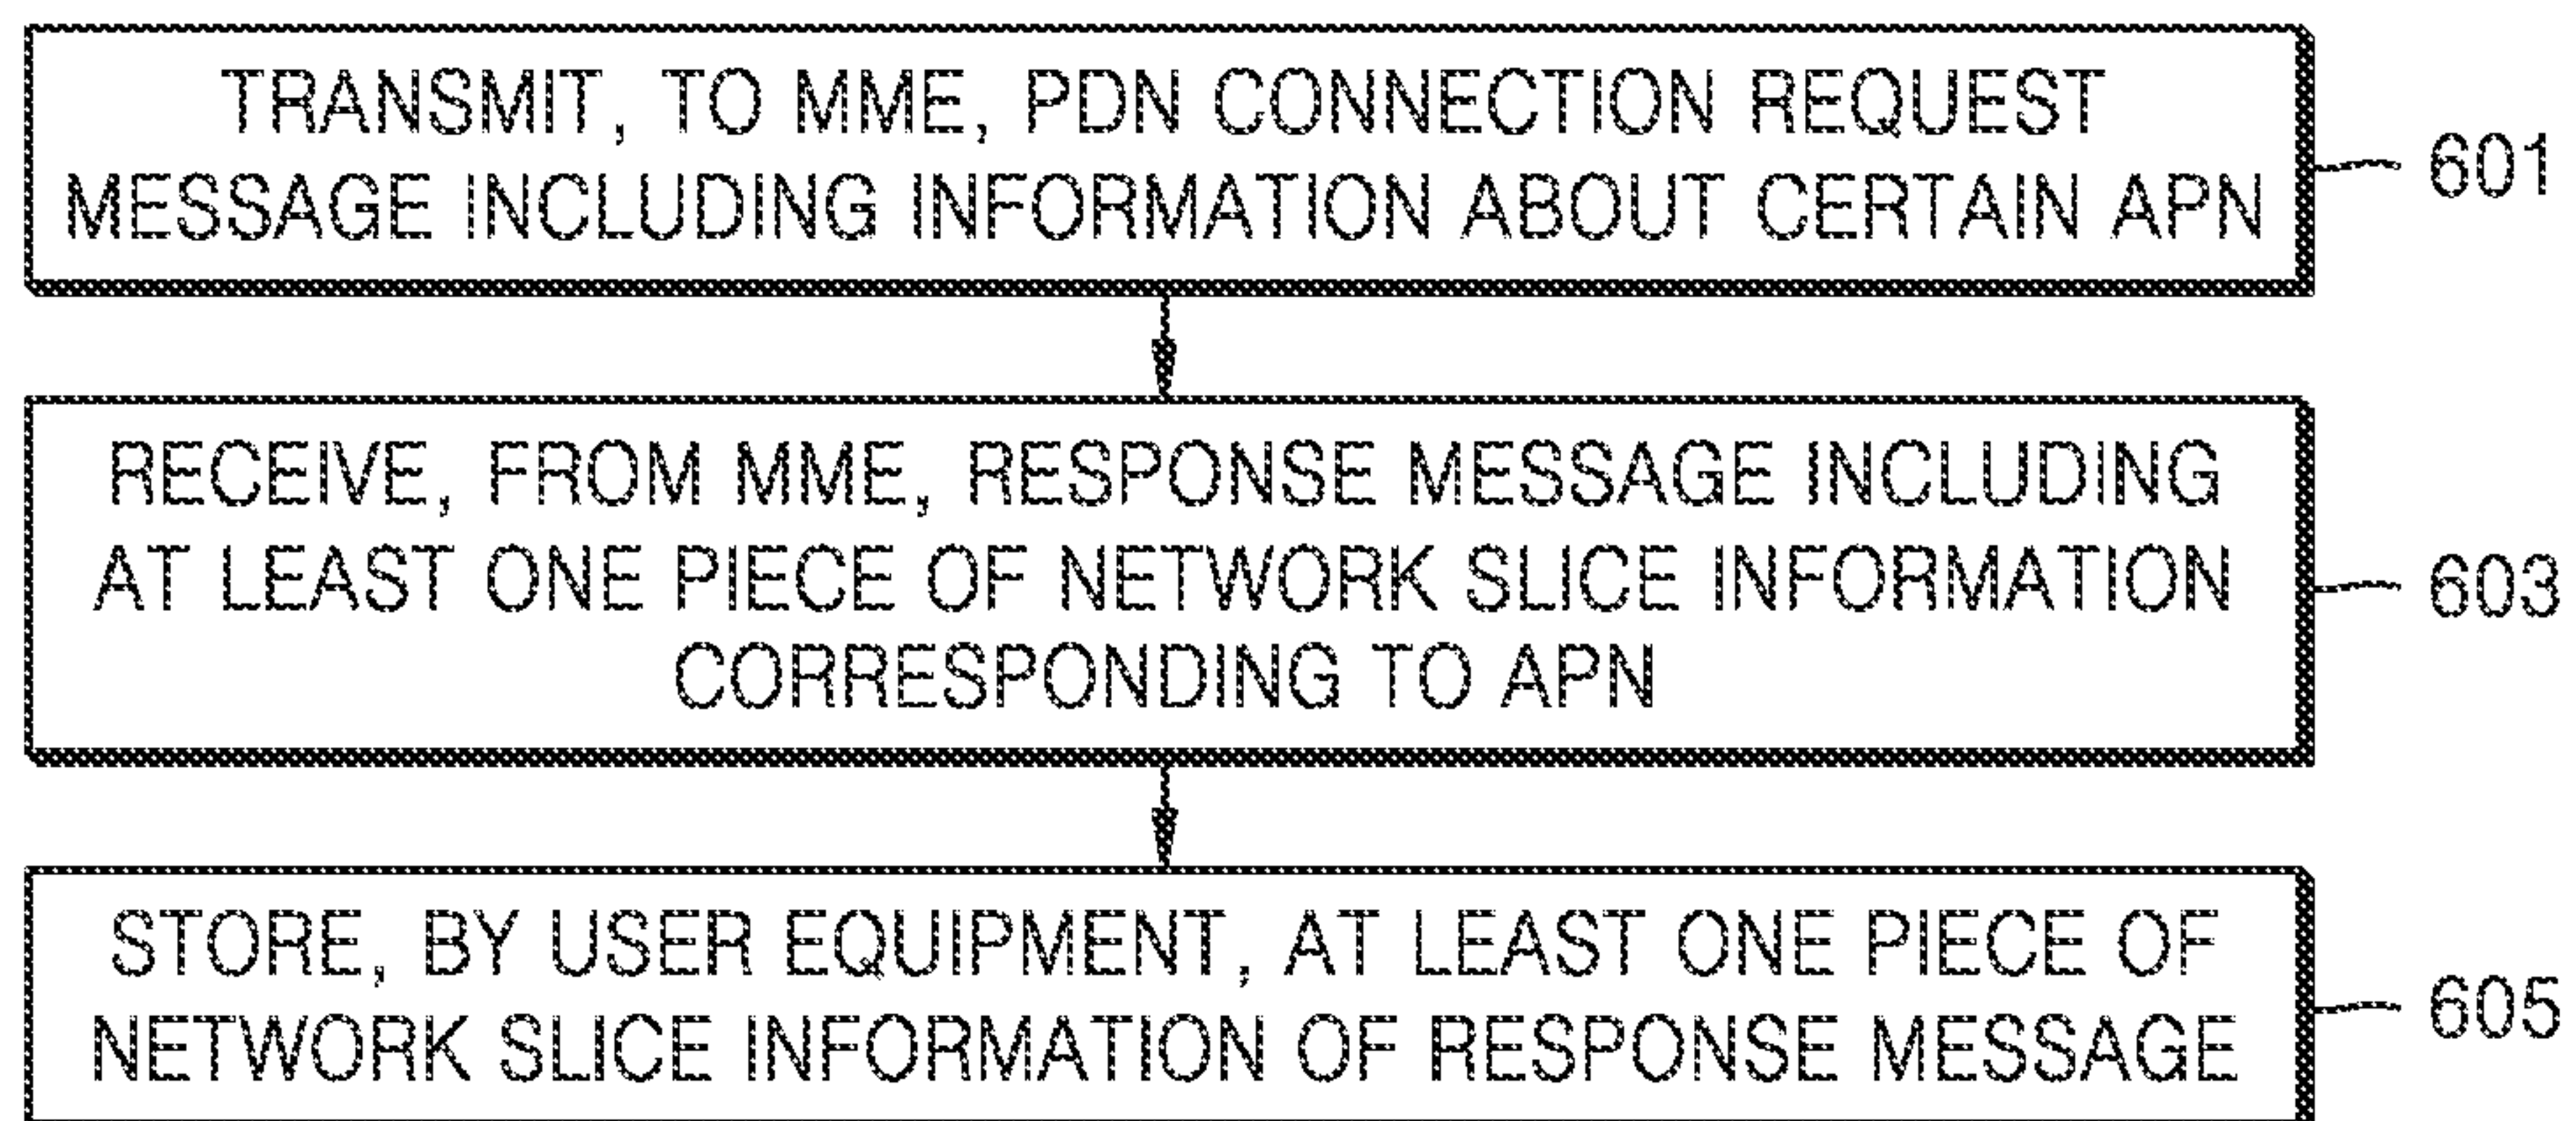 TRANSMIT, TO MME, PDN CONNECTION REQUEST
MESSAGE INCLUDING INFORMATION ABOUT CERTAIN APN
601
RECEIVE, FROM MME, RESPONSE MESSAGE INCLUDING
AT LEAST ONE PIECE OF NETWORK SLICE INFORMATION
CORRESPONDING TO APN
603
STORE, BY USER EQUIPMENT, AT LEAST ONE PIECE OF
NETWORK SLICE INFORMATION OF RESPONSE MESSAGE
605